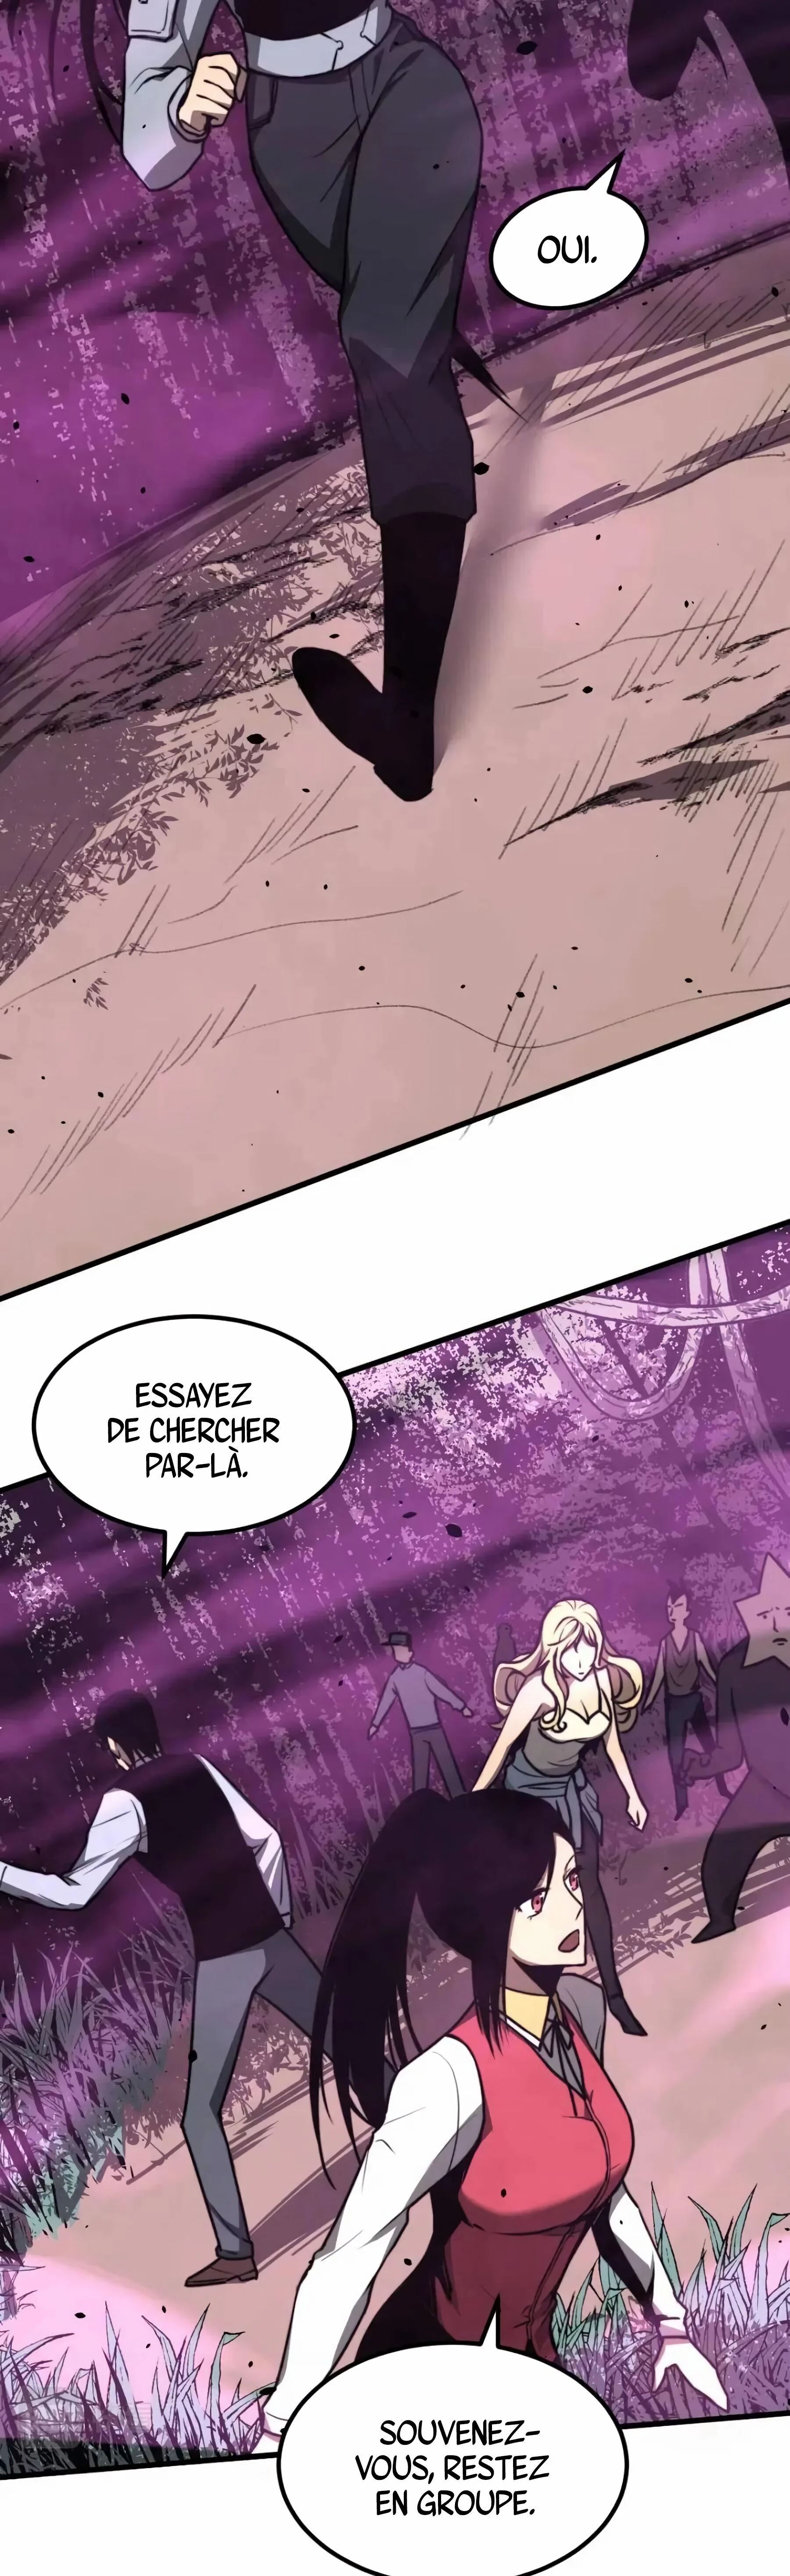 OUI.
ESSAYEZ
DE CHERCHER
PAR-LÀ.
SOUVENEZ-
VOUS, RESTEZ
EN GROUPE.